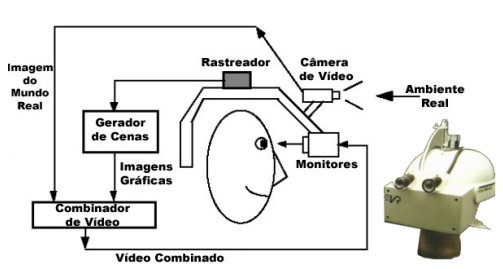 Imagem
do
Mundo
Real
Rastreador
Câmera
de Vídeo
Ambiente
Real
Gerador
de Cenas
Imagens
Gráficas
Monitores
Combinador
de Vídeo
Vídeo Combinado
VR